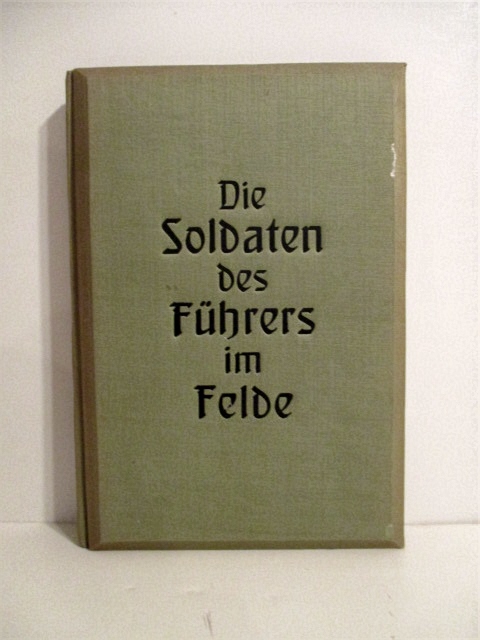 Die
Soldaten
des
Führers
im
Felde